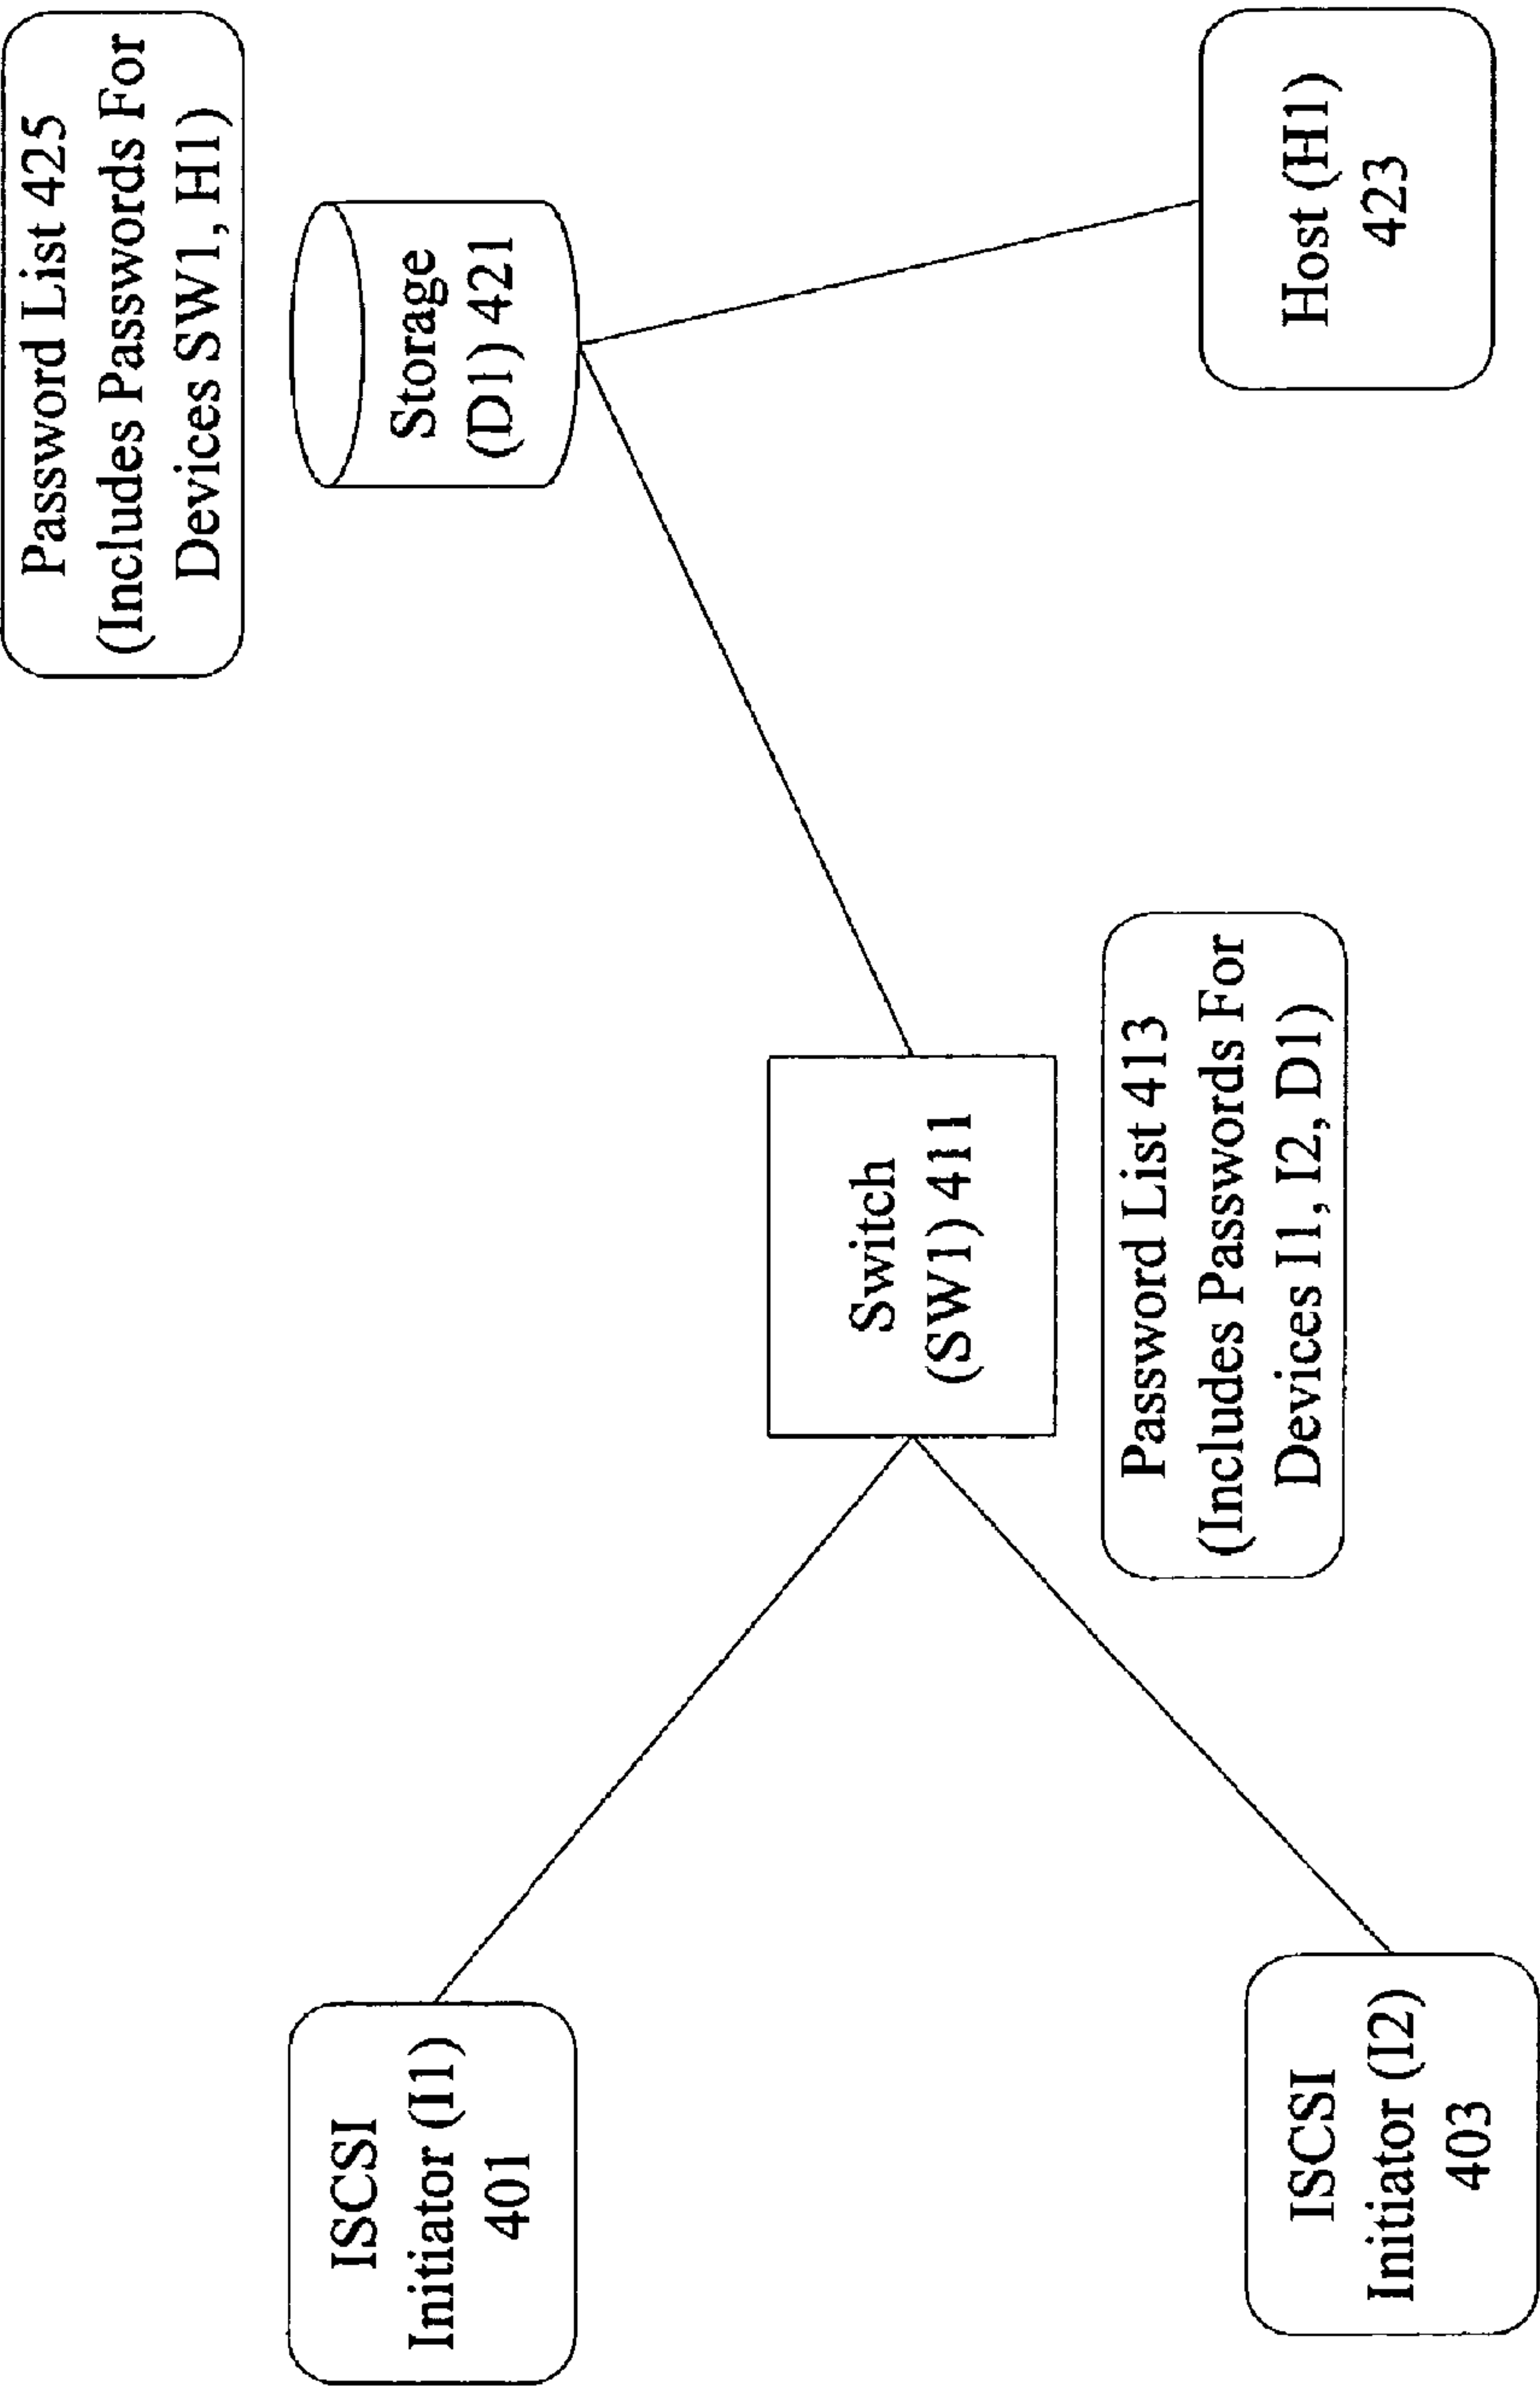 Password List 425
(Includes Passwords For
Devices SW1, H1)
Storage
(D1) 421
ISCSI
Initiator (I1)
401
Switch
(SW1) 411
Password List 413
(Includes Passwords For
Devices I1, I2, D1)
Host (H1)
423
ISCSI
Initiator (I2)
403